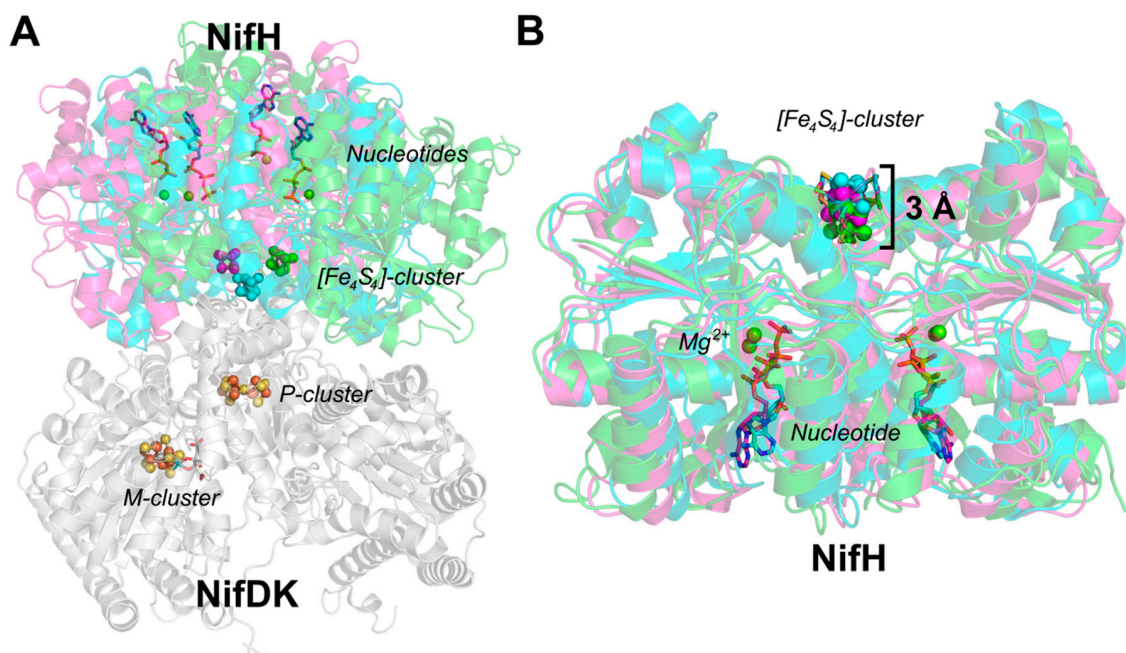 A
NifH
Nucleotides
[Fe₄S₄]-cluster
P-cluster
M-cluster
NifDK
B
[Fe₄S₄]-cluster
3 Å
Mg²⁺
Nucleotide
NifH